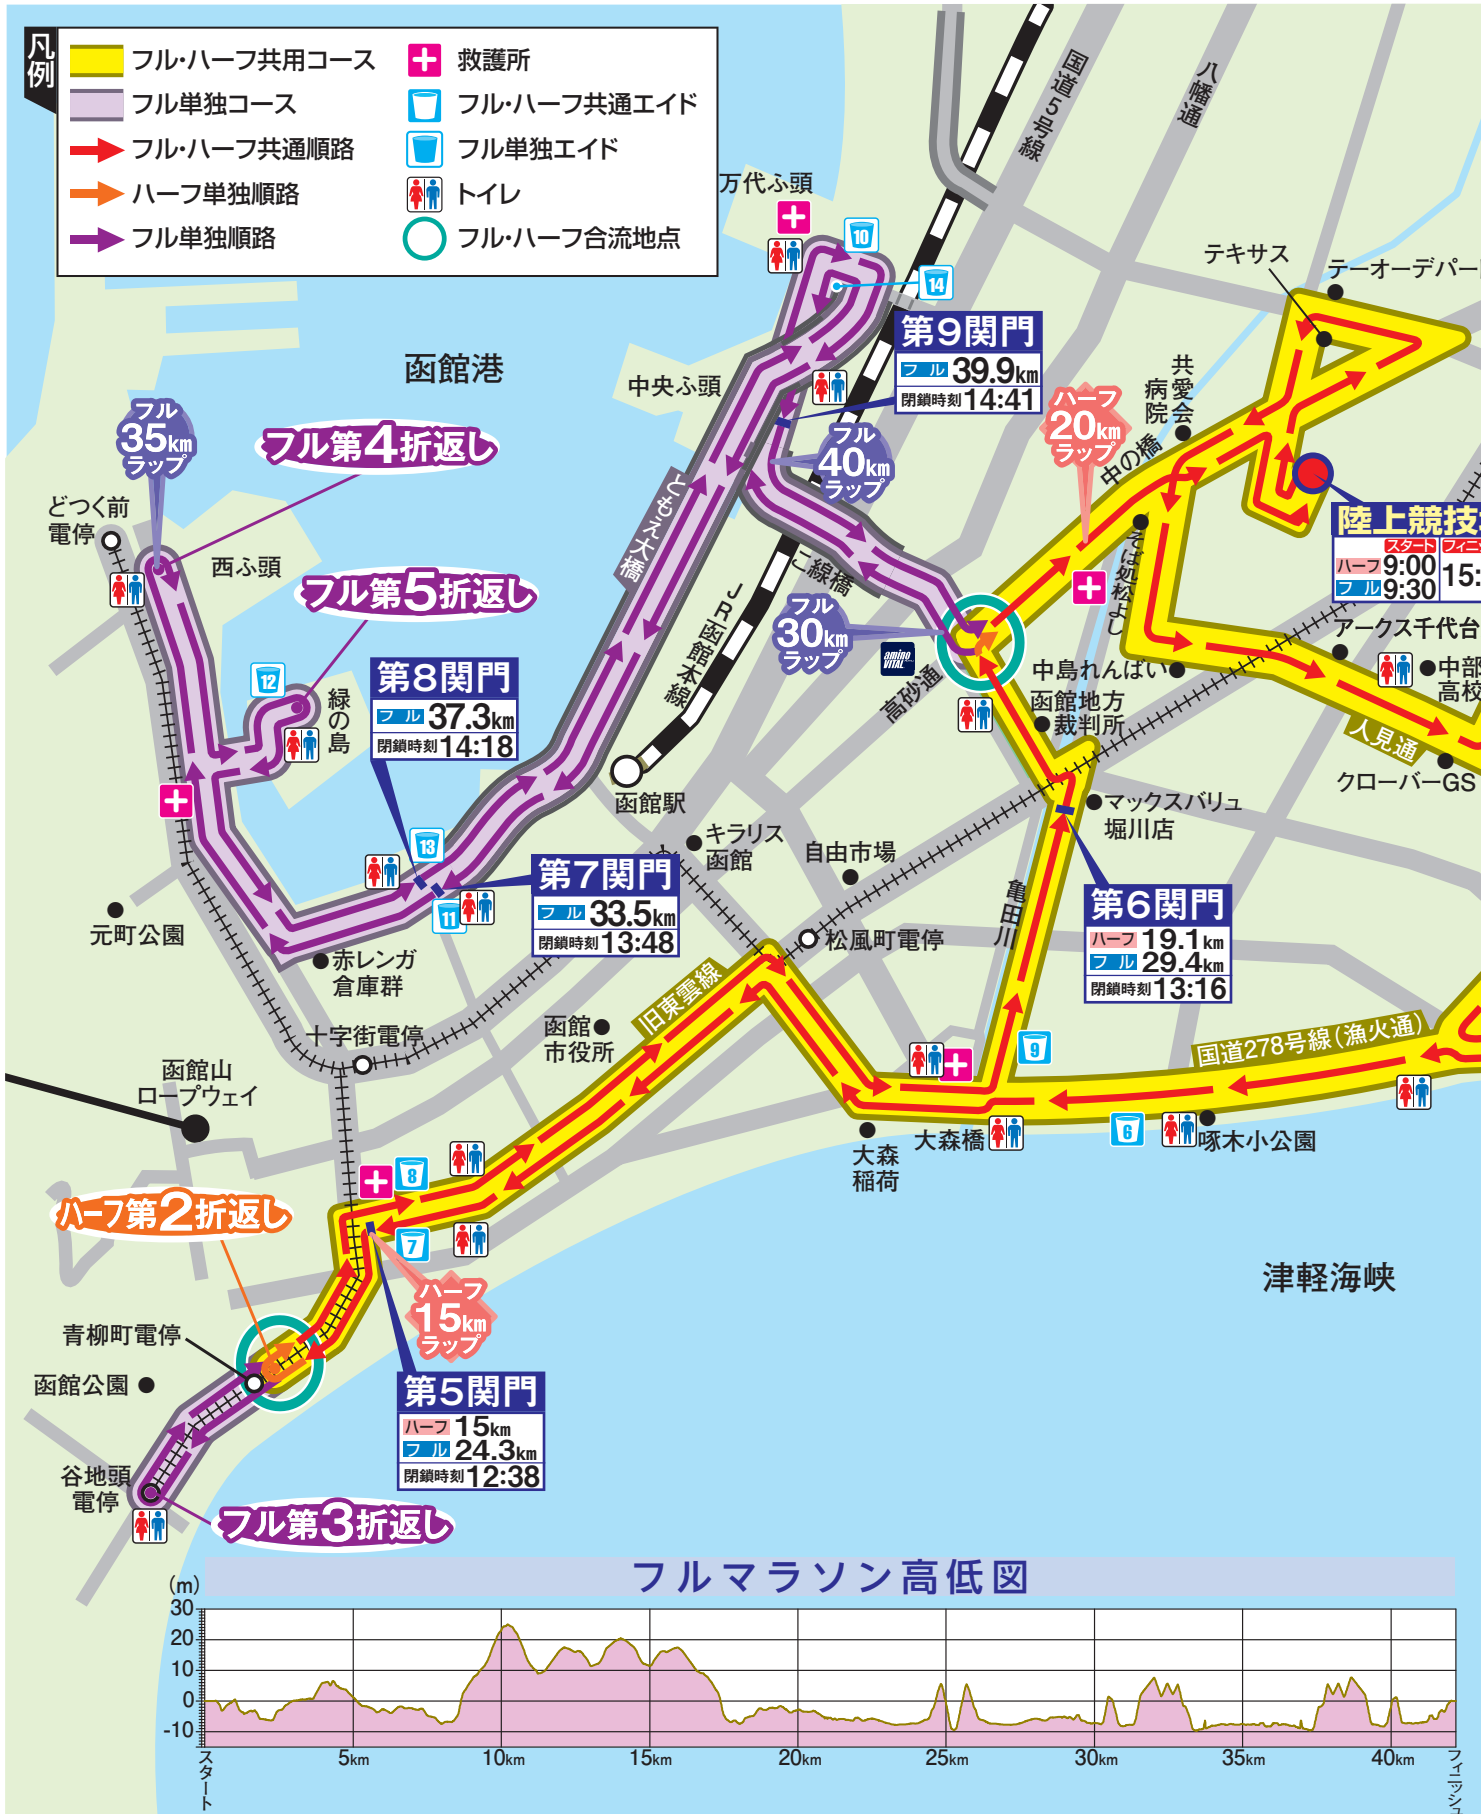 凡例
フル・ハーフ共用コース
フル単独コース
フル・ハーフ共通順路
ハーフ単独順路
フル単独順路
救護所
フル・ハーフ共通エイド
フル単独エイド
トイレ
フル・ハーフ合流地点
国道5号線
八幡通
万代ふ頭
10
14
テキサス
テーオーデパー
函館港
中央ふ頭
第9関門
フル 39.9km
閉鎖時刻 14:41
共愛会
病院
フル
35km
ラップ
フル第4折返し
フル
40km
ラップ
ハーフ
20km
ラップ
中の橋
どつく前
電停
西ふ頭
ともえ大橋
陸上競技
スタート
ハーフ 9:00
フル 9:30
15:
フル第5折返し
こ線橋
そば処松よし
JR函館本線
フル
30km
ラップ
amino
VITAL
高砂通
アークス千代台
中島れんばい
中部
高校
函館地方
裁判所
人見通
クローバーGS
12
緑の島
第8関門
フル 37.3km
閉鎖時刻 14:18
函館駅
マックスバリュ
堀川店
キラリス
函館
自由市場
13
11
第7関門
フル 33.5km
閉鎖時刻 13:48
亀田川
第6関門
ハーフ 19.1km
フル 29.4km
閉鎖時刻 13:16
元町公園
赤レンガ
倉庫群
松風町電停
旧東雲線
函館
市役所
十字街電停
9
国道278号線(漁火通)
函館山
ロープウェイ
6
大森橋
啄木小公園
大森
稲荷
8
7
ハーフ第2折返し
ハーフ
15km
ラップ
津軽海峡
青柳町電停
函館公園
第5関門
ハーフ 15km
フル 24.3km
閉鎖時刻 12:38
谷地頭
電停
フル第3折返し
フルマラソン高低図
(m)
30
20
10
0
-10
スタート
5km
10km
15km
20km
25km
30km
35km
40km
フィニッシュ